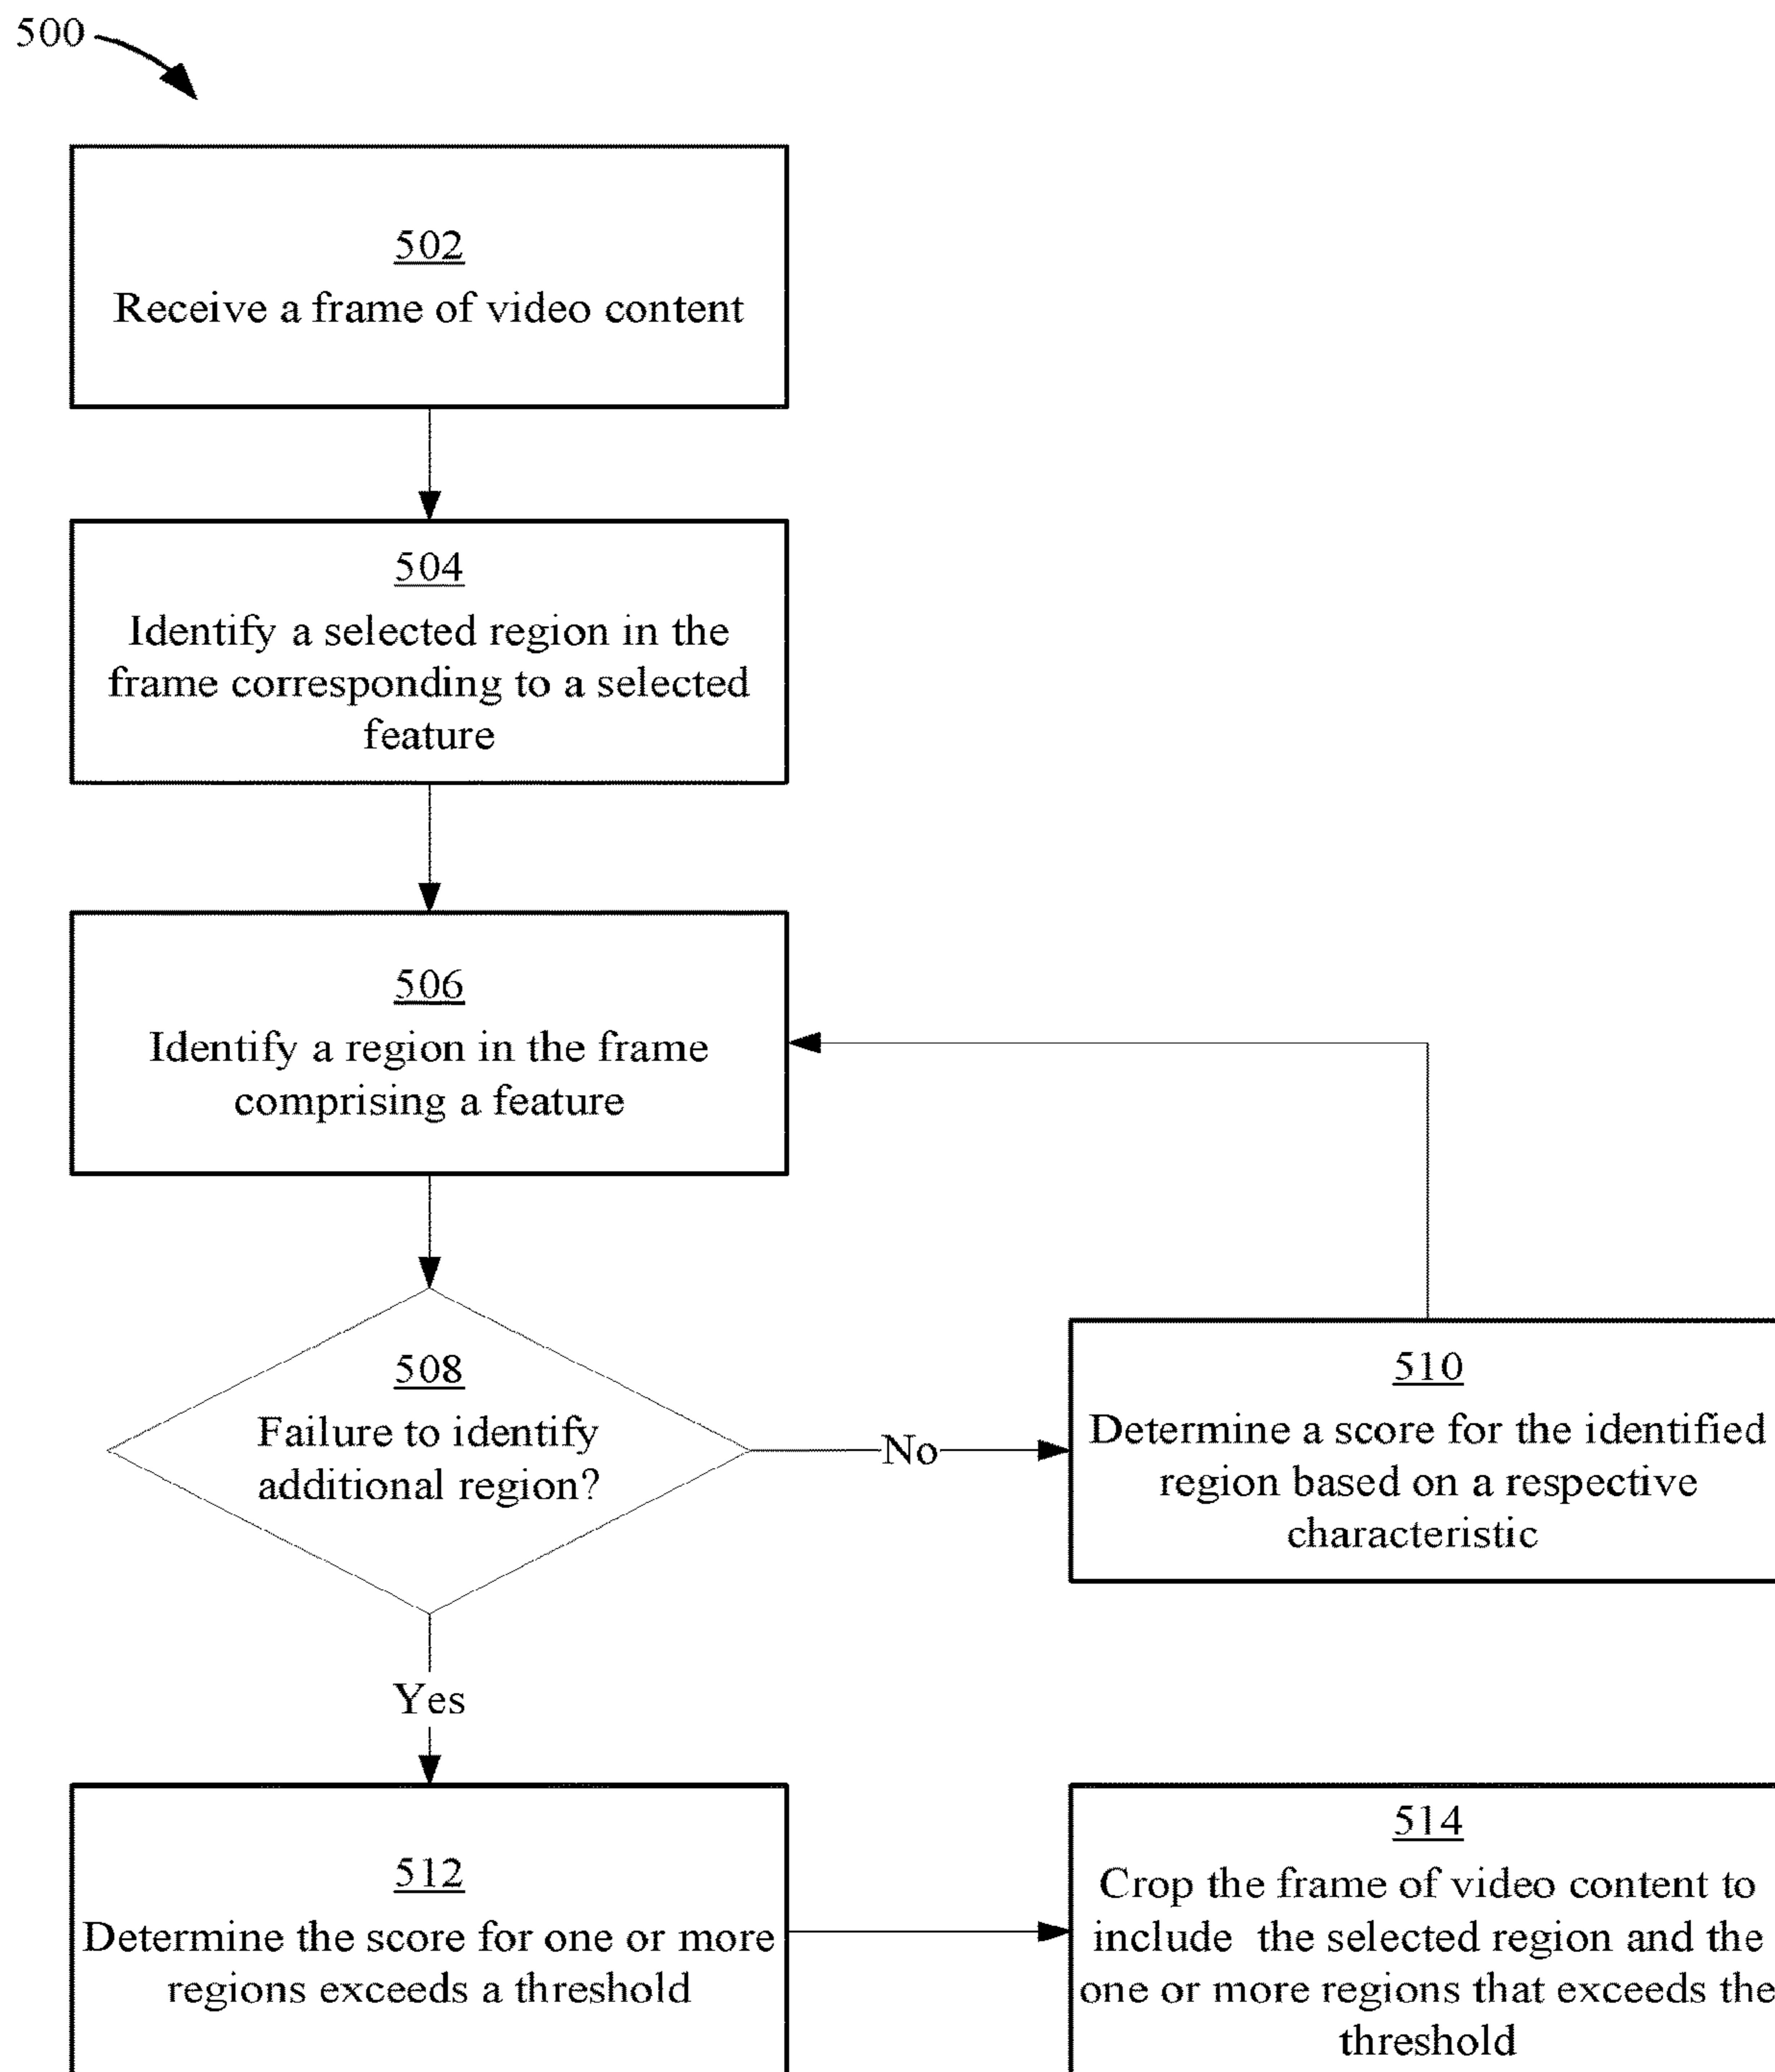 500
502
Receive a frame of video content
504
Identify a selected region in the
frame corresponding to a selected
feature
506
Identify a region in the frame
comprising a feature
508
Failure to identify
additional region?
No
510
Determine a score for the identified
region based on a respective
characteristic
Yes
512
Determine the score for one or more
regions exceeds a threshold
514
Crop the frame of video content to
include the selected region and the
one or more regions that exceeds the
threshold